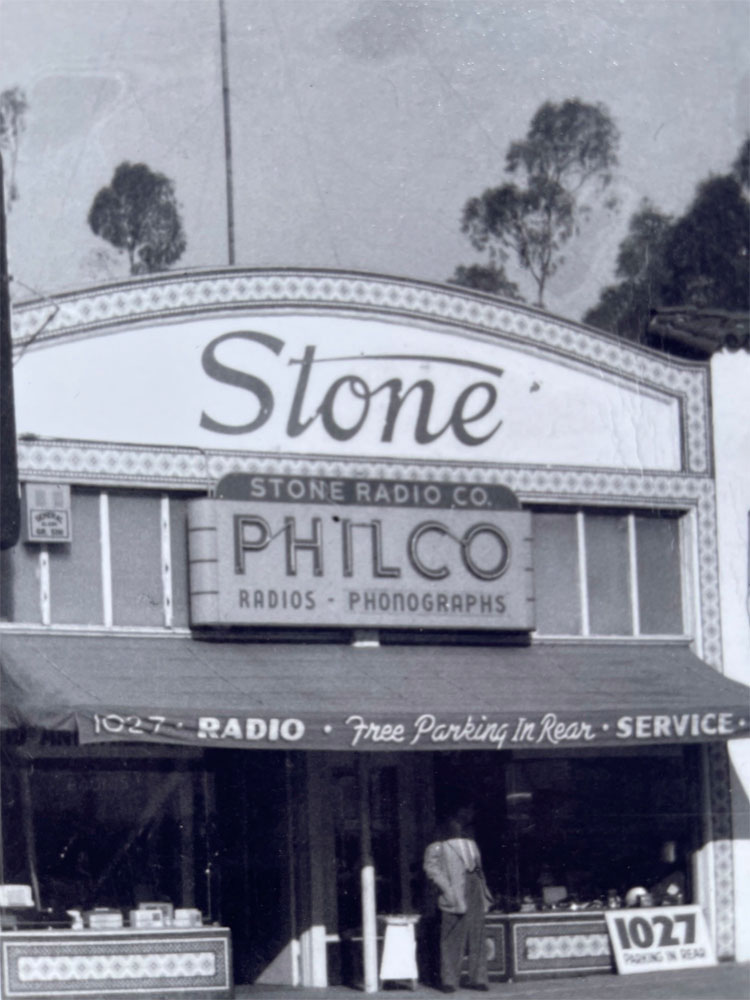 Stone
STONE RADIO CO.
PHILCO
RADIOS - PHONOGRAPHS
1027 · RADIO · Free Parking In Rear · SERVICE ·
1027
PARKING IN REAR